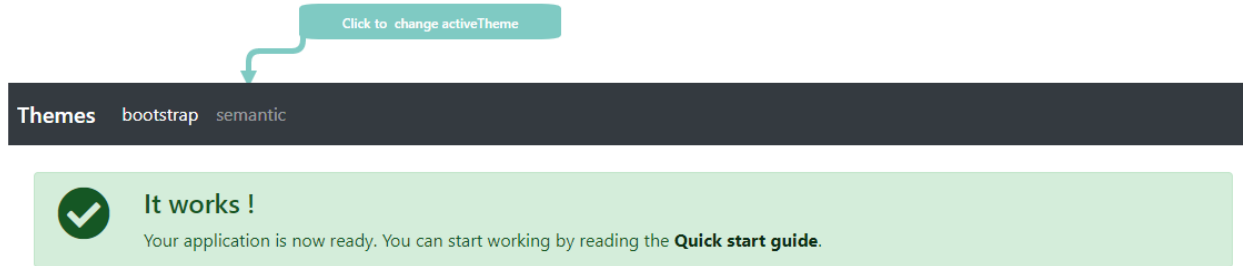 Click to change activeTheme
Themes bootstrap semantic
It works !
Your application is now ready. You can start working by reading the Quick start guide.